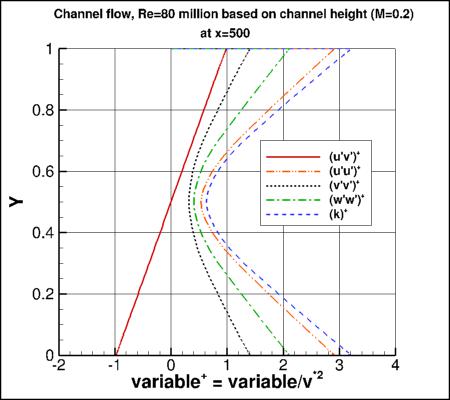 Channel flow, Re=80 million based on channel height (M=0.2)
at x=500
1
0.8
0.6
0.4
0.2
0
Y
(u'v')⁺
(u'u')⁺
(v'v')⁺
(w'w')⁺
(k)⁺
-2 -1 0 1 2 3 4
variable⁺ = variable/v*²